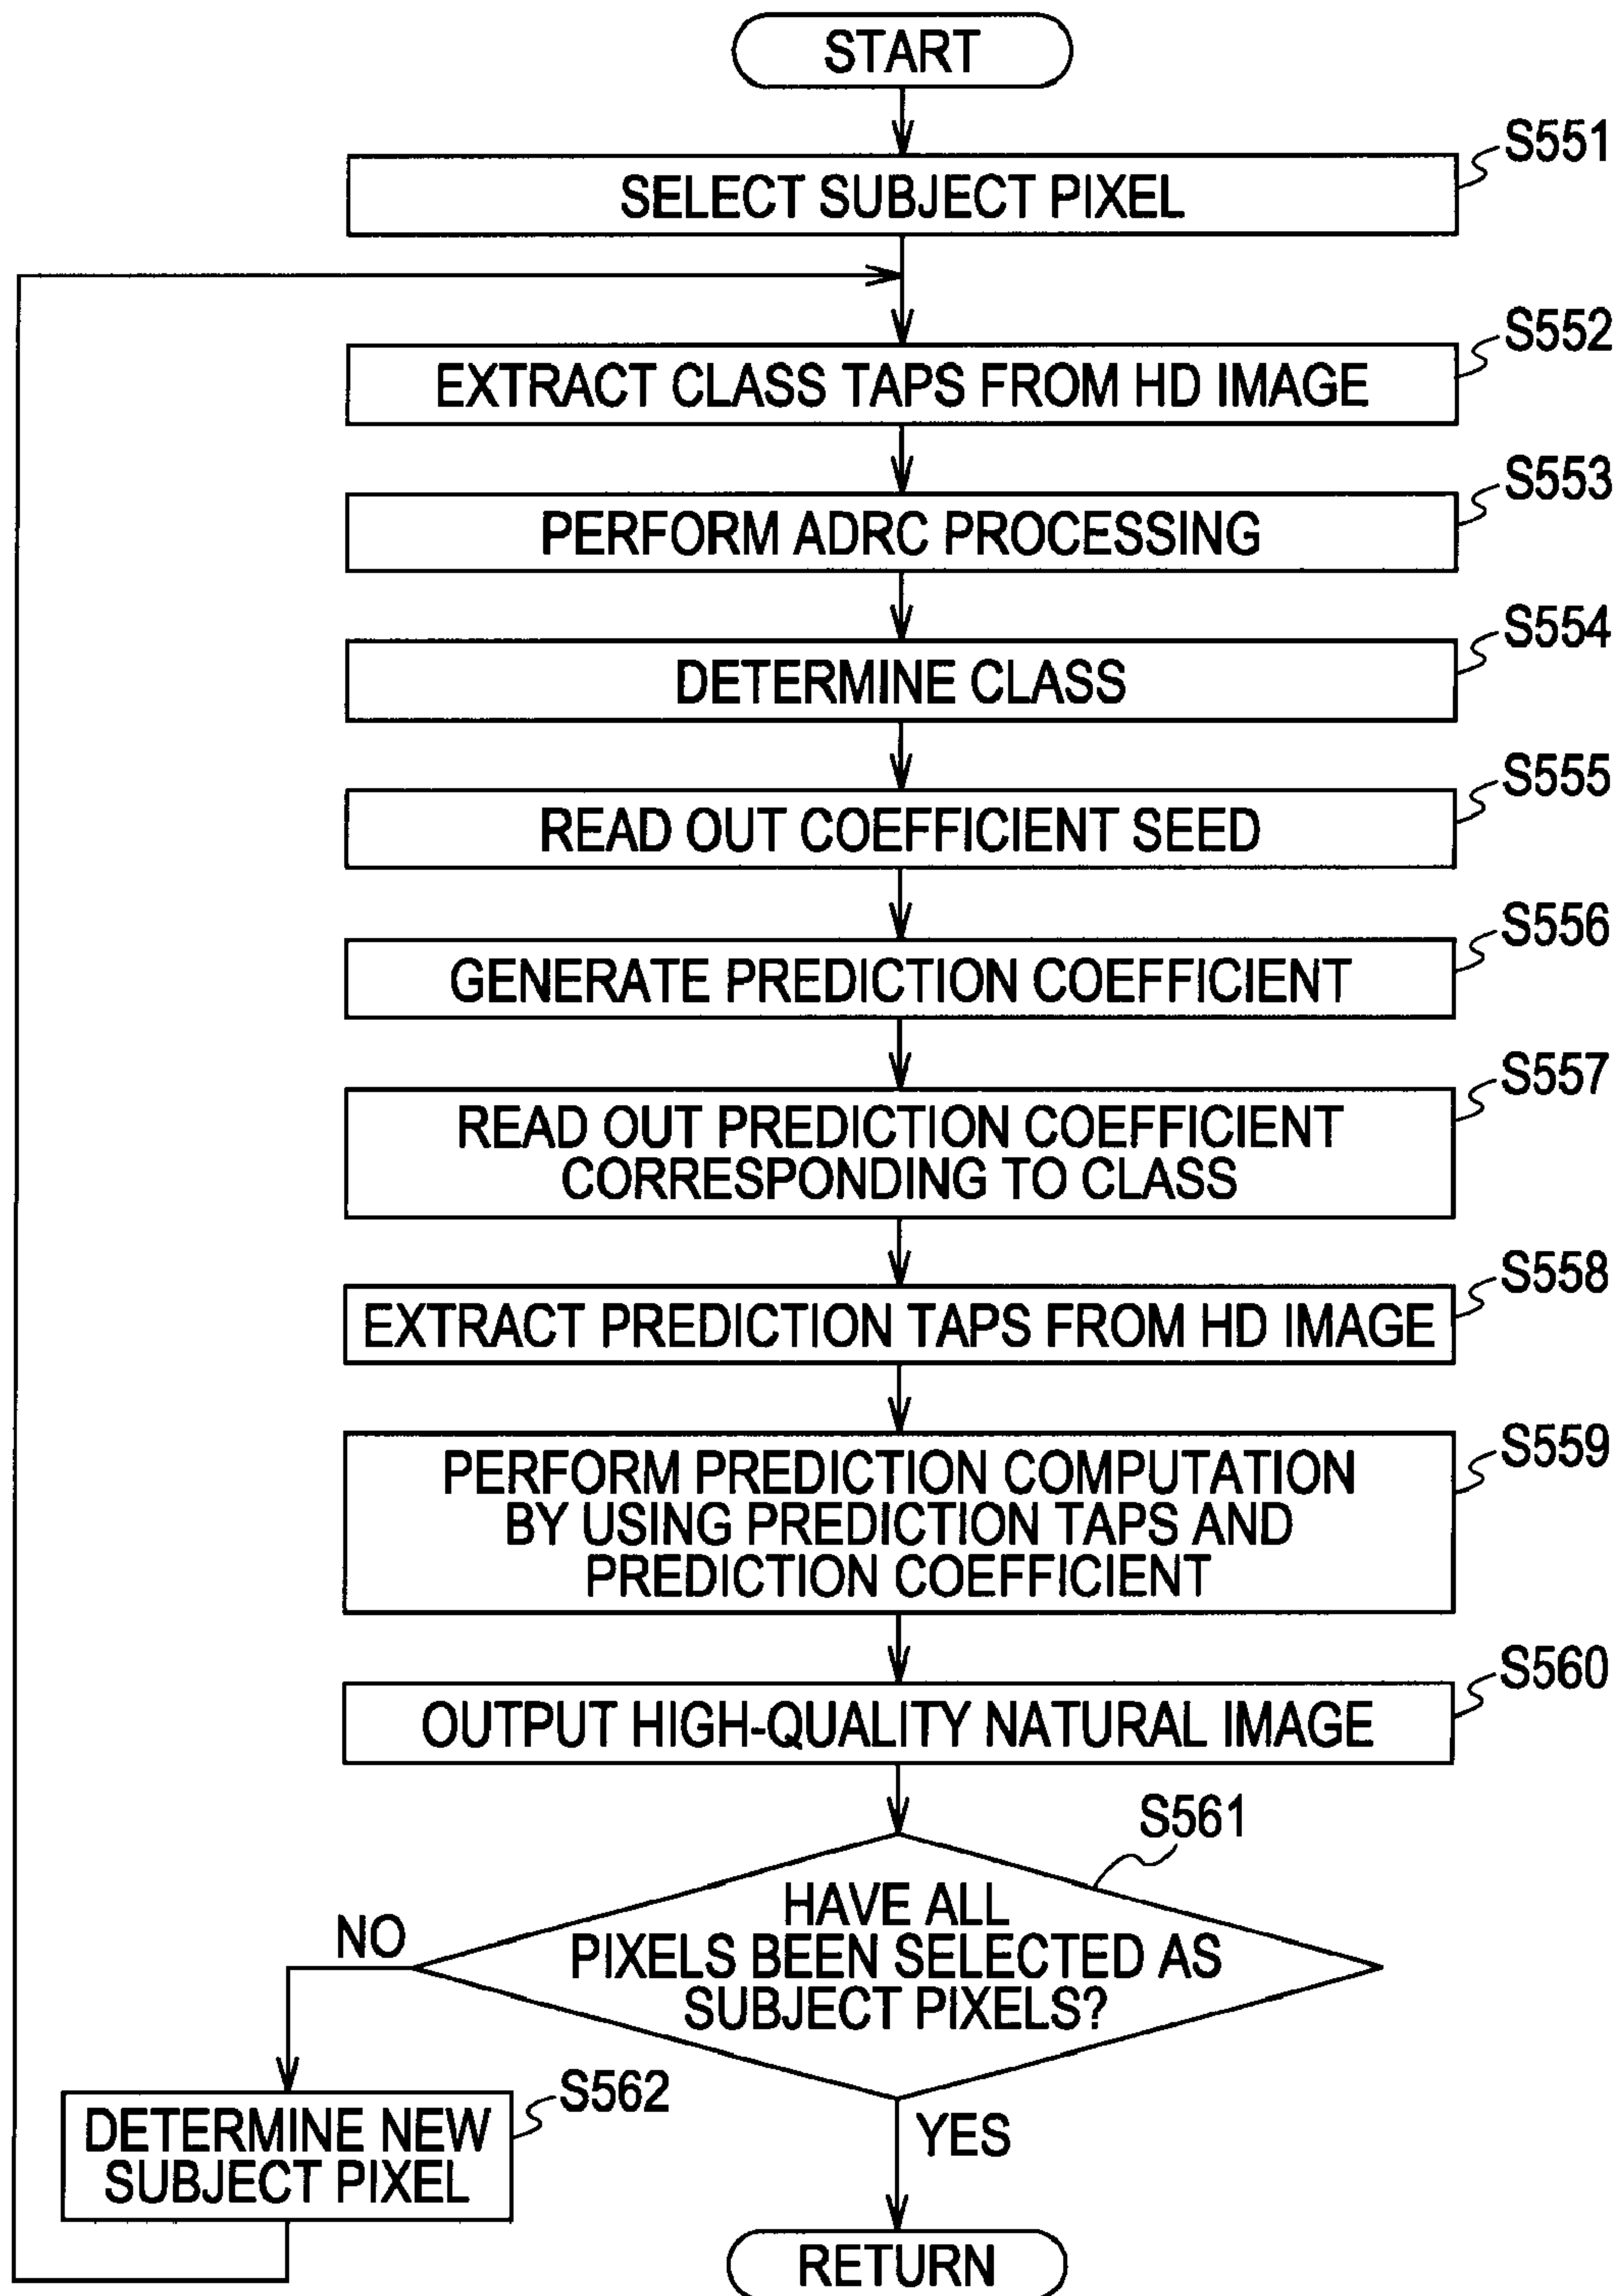 START
S551
SELECT SUBJECT PIXEL
S552
EXTRACT CLASS TAPS FROM HD IMAGE
S553
PERFORM ADRC PROCESSING
S554
DETERMINE CLASS
S555
READ OUT COEFFICIENT SEED
S556
GENERATE PREDICTION COEFFICIENT
S557
READ OUT PREDICTION COEFFICIENT
CORRESPONDING TO CLASS
S558
EXTRACT PREDICTION TAPS FROM HD IMAGE
S559
PERFORM PREDICTION COMPUTATION
BY USING PREDICTION TAPS AND
PREDICTION COEFFICIENT
S560
OUTPUT HIGH-QUALITY NATURAL IMAGE
S561
HAVE ALL
PIXELS BEEN SELECTED AS
SUBJECT PIXELS?
NO
S562
DETERMINE NEW
SUBJECT PIXEL
YES
RETURN